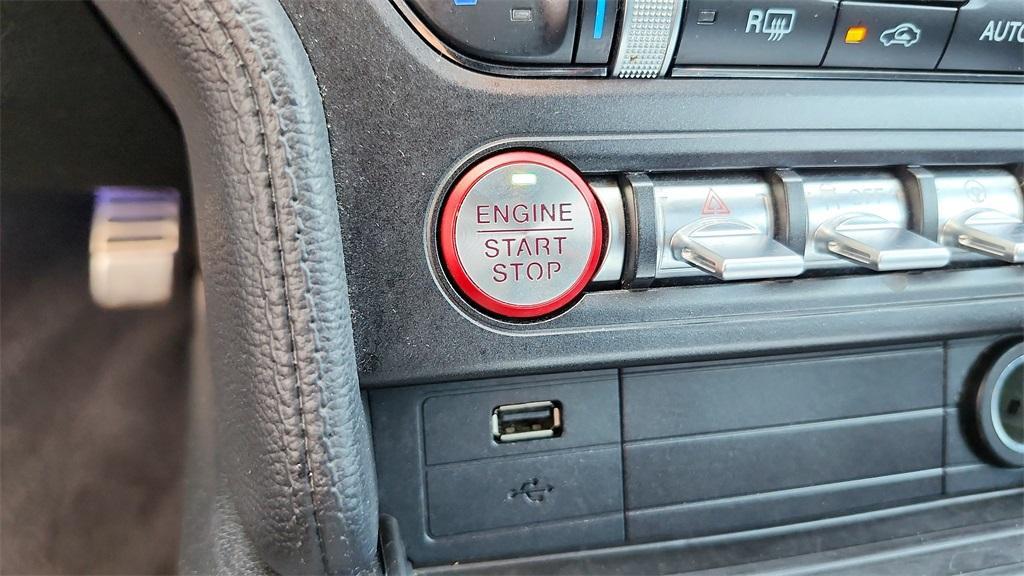 R
AUTO
ENGINE
START
STOP
OFF